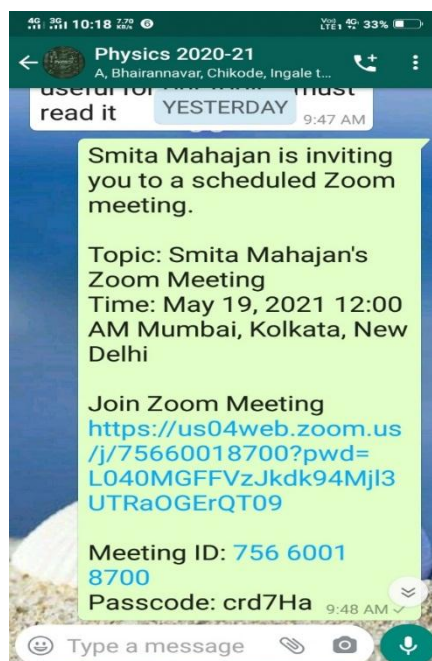 4G 3G 10:18 7.70 KB/s 6 Vo) LTE1 4G 33%
Physics 2020-21
A, Bhairannavar, Chikode, Ingale t...
must
read it
9:47 AM
YESTERDAY
Smita Mahajan is inviting
you to a scheduled Zoom
meeting.
Topic: Smita Mahajan's
Zoom Meeting
Time: May 19, 2021 12:00
AM Mumbai, Kolkata, New
Delhi
Join Zoom Meeting
https://us04web.zoom.us
/j/75660018700?pwd=
L040MGFFVzJkdk94Mjl3
UTRaOGErQT09
Meeting ID: 756 6001
8700
Passcode: crd7Ha 9:48 AM
Type a message